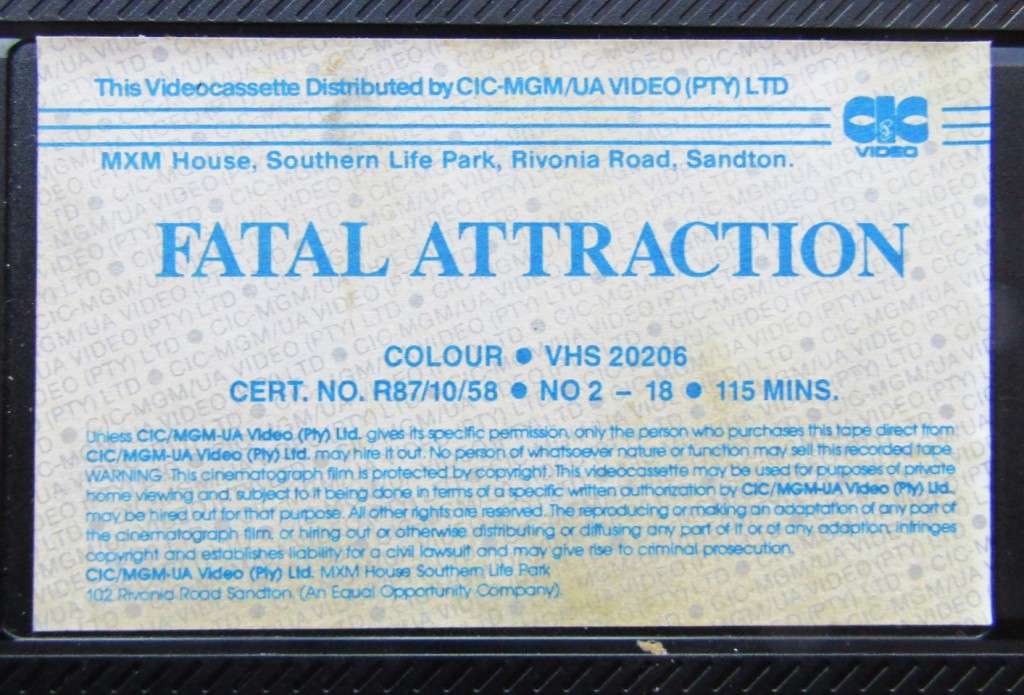 This Videocassette Distributed by CIC-MGM/UA VIDEO (PTY) LTD
CIC
VIDEO
MXM House, Southern Life Park, Rivonia Road, Sandton.
FATAL ATTRACTION
COLOUR ● VHS 20206
CERT. NO. R87/10/58 ● NO 2 – 18 ● 115 MINS.
Unless CIC/MGM-UA Video (Pty) Ltd. gives its specific permission, only the person who purchases this tape direct from
CIC/MGM-UA Video (Pty) Ltd. may hire it out. No person of whatsoever nature or function may sell this recorded tape.
WARNING: This cinematograph film is protected by copyright. This videocassette may be used for purposes of private
home viewing and, subject to it being done in terms of a specific written authorization by CIC/MGM-UA Video (Pty) Ltd.,
may be hired out for that purpose. All other rights are reserved. The reproducing or making an adaptation of any part of
the cinematograph film, or hiring out or otherwise distributing or diffusing any part of it or of any adaption, infringes
copyright and establishes liability for a civil lawsuit and may give rise to criminal prosecution.
CIC/MGM-UA Video (Pty) Ltd. MXM House Southern Life Park
102 Rivonia Road Sandton. (An Equal Opportunity Company).